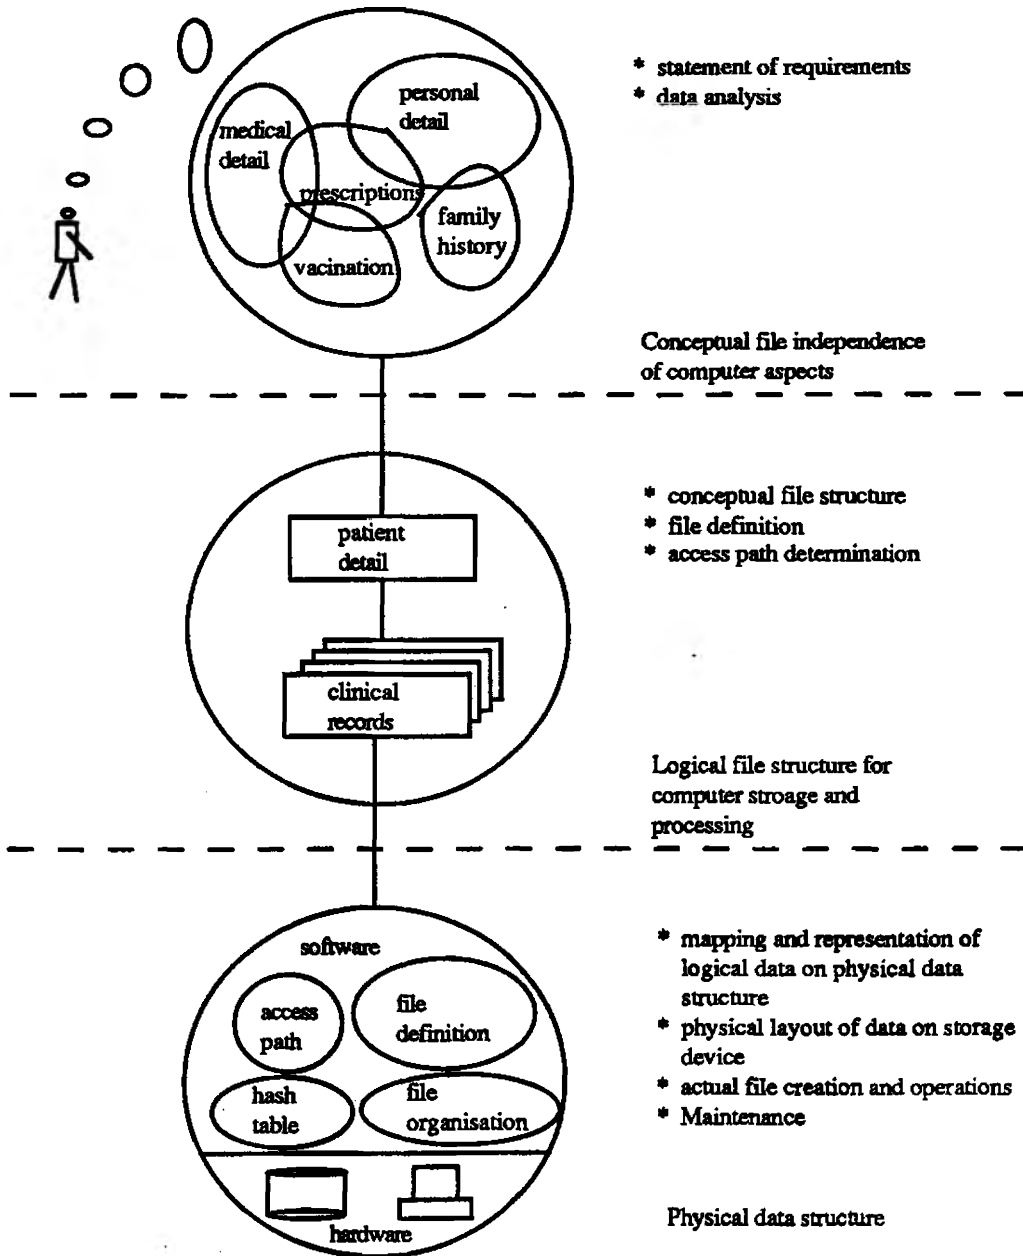 * statement of requirements
* data analysis
personal
detail
medical
detail
prescriptions
family
history
vacination
Conceptual file independence
of computer aspects
* conceptual file structure
* file definition
* access path determination
patient
detail
clinical
records
Logical file structure for
computer stroage and
processing
software
access
path
file
definition
hash
table
file
organisation
hardware
* mapping and representation of
logical data on physical data
structure
* physical layout of data on storage
device
* actual file creation and operations
* Maintenance
Physical data structure